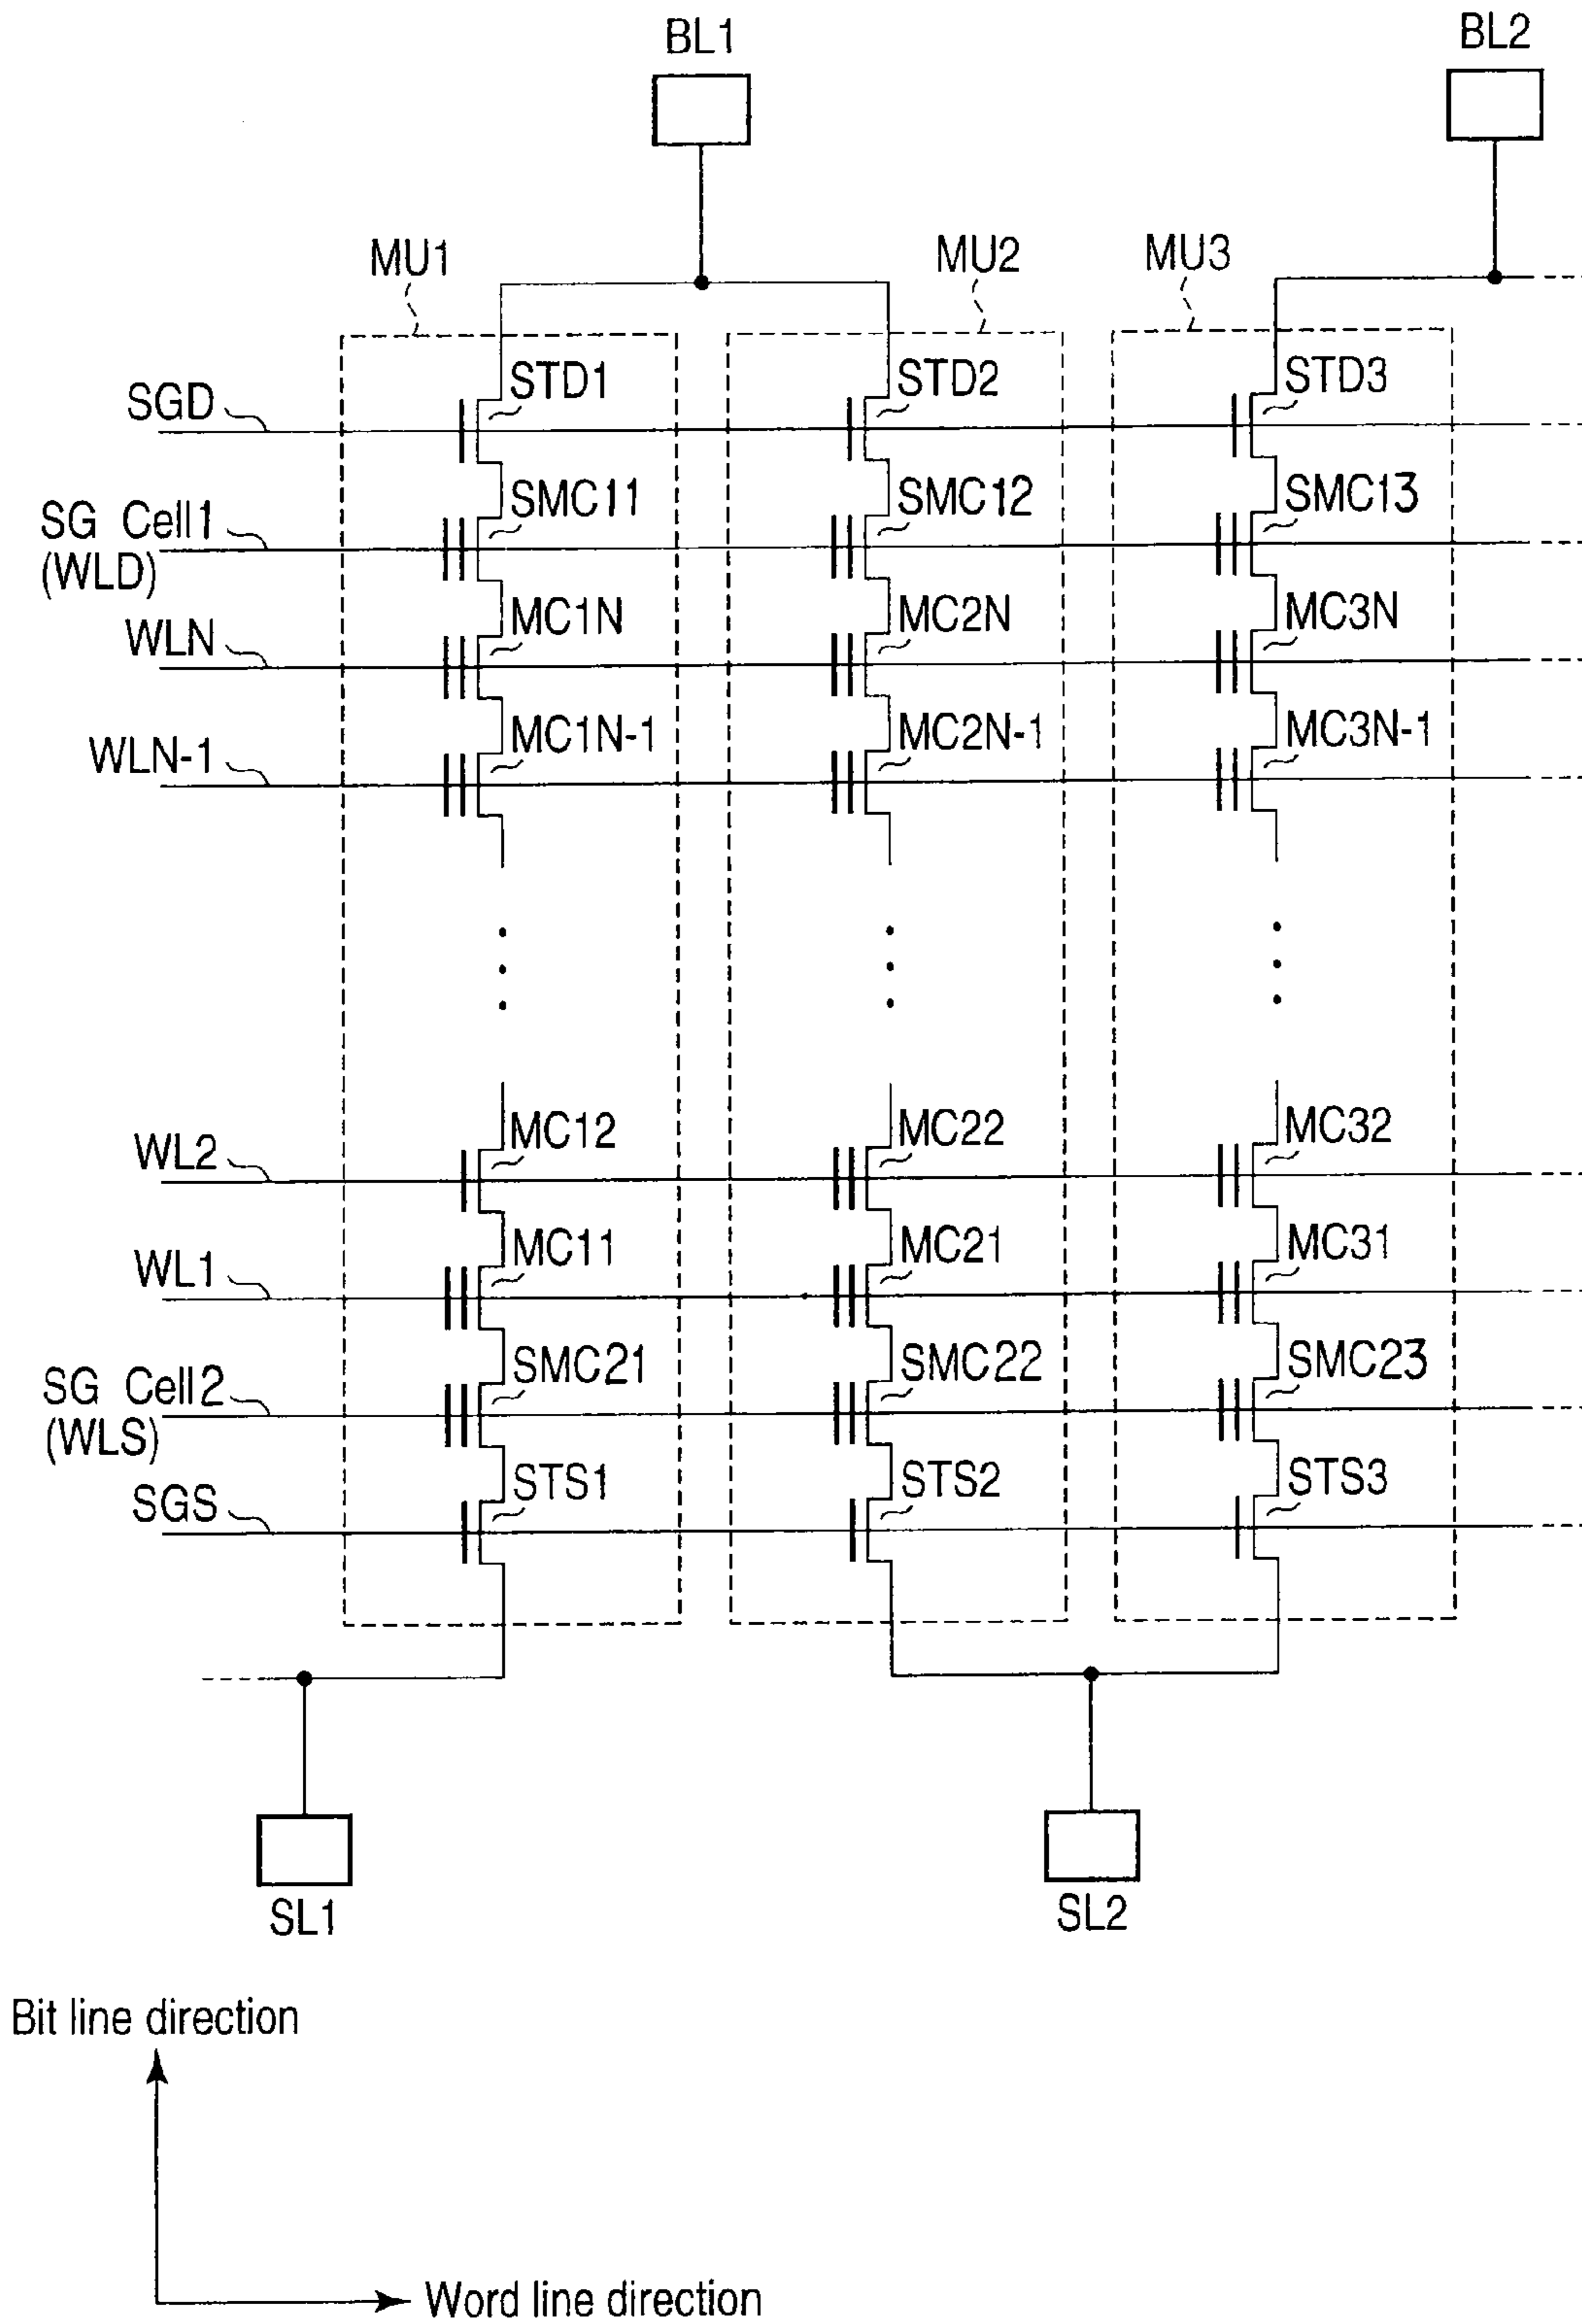 BL1
BL2
MU1
MU2
MU3
SGD
STD1
STD2
STD3
SG Cell1
(WLD)
SMC11
SMC12
SMC13
WLN
MC1N
MC2N
MC3N
WLN-1
MC1N-1
MC2N-1
MC3N-1
WL2
MC12
MC22
MC32
WL1
MC11
MC21
MC31
SG Cell2
(WLS)
SMC21
SMC22
SMC23
SGS
STS1
STS2
STS3
SL1
SL2
Bit line direction
Word line direction